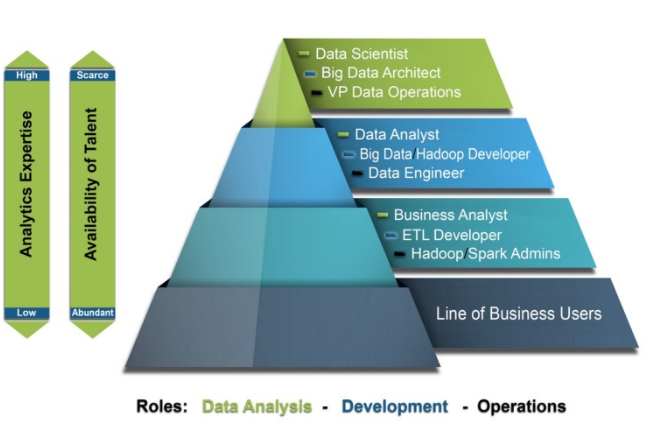 High
Analytics Expertise
Low
Scarce
Availability of Talent
Abundant
Data Scientist
Big Data Architect
VP Data Operations
Data Analyst
Big Data/Hadoop Developer
Data Engineer
Business Analyst
ETL Developer
Hadoop/Spark Admins
Line of Business Users
Roles: Data Analysis - Development - Operations